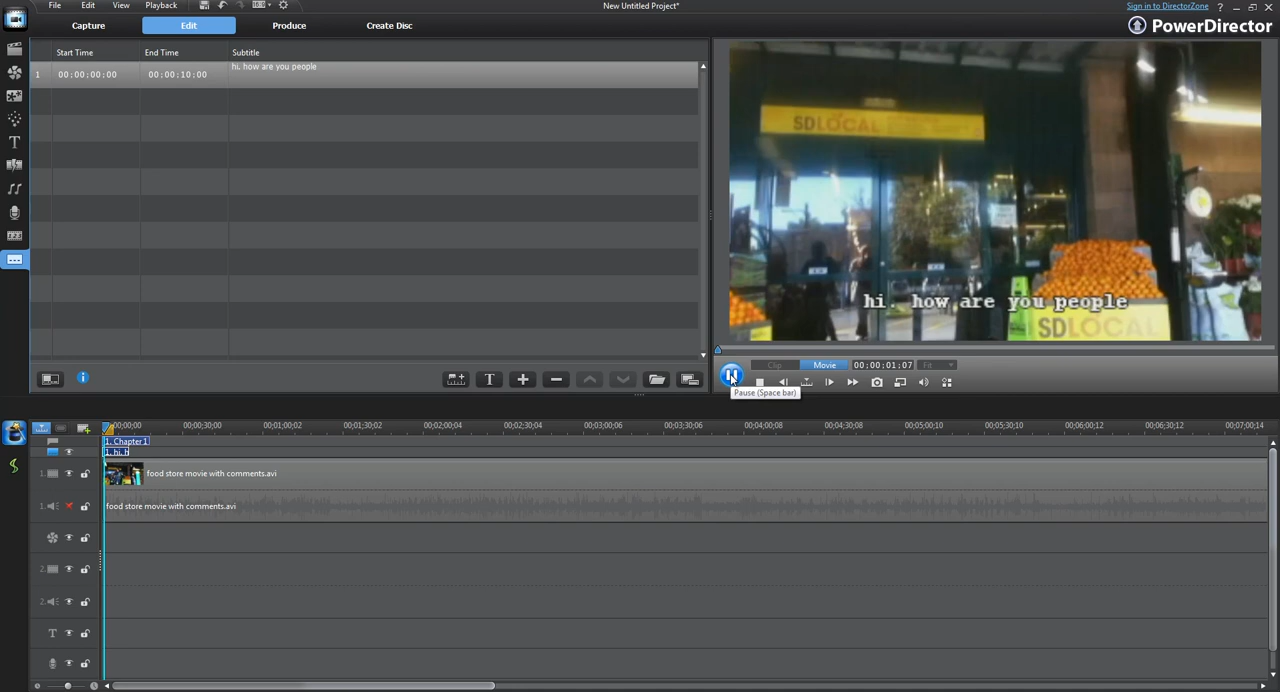 File Edit View Playback
New Untitled Project*
Sign in to DirectorZone
Capture Edit Produce Create Disc
PowerDirector
Start Time End Time Subtitle
1 00:00:00:00 00:00:10:00 hi. how are you people
SDLOCAL
hi. how are you people
SDLOCAL
Clip Movie 00:00:01:07 Fit
Pause (Space bar)
00;00;00 00;00;30;00 00;01;00;02 00;01;30;02 00;02;00;04 00;02;30;04 00;03;00;06 00;03;30;06 00;04;00;08 00;04;30;08 00;05;00;10 00;05;30;10 00;06;00;12 00;06;30;12 00;07;00;14
1. Chapter 1
1. hi. h
1. food store movie with comments.avi
1. food store movie with comments.avi
2.
2.
T